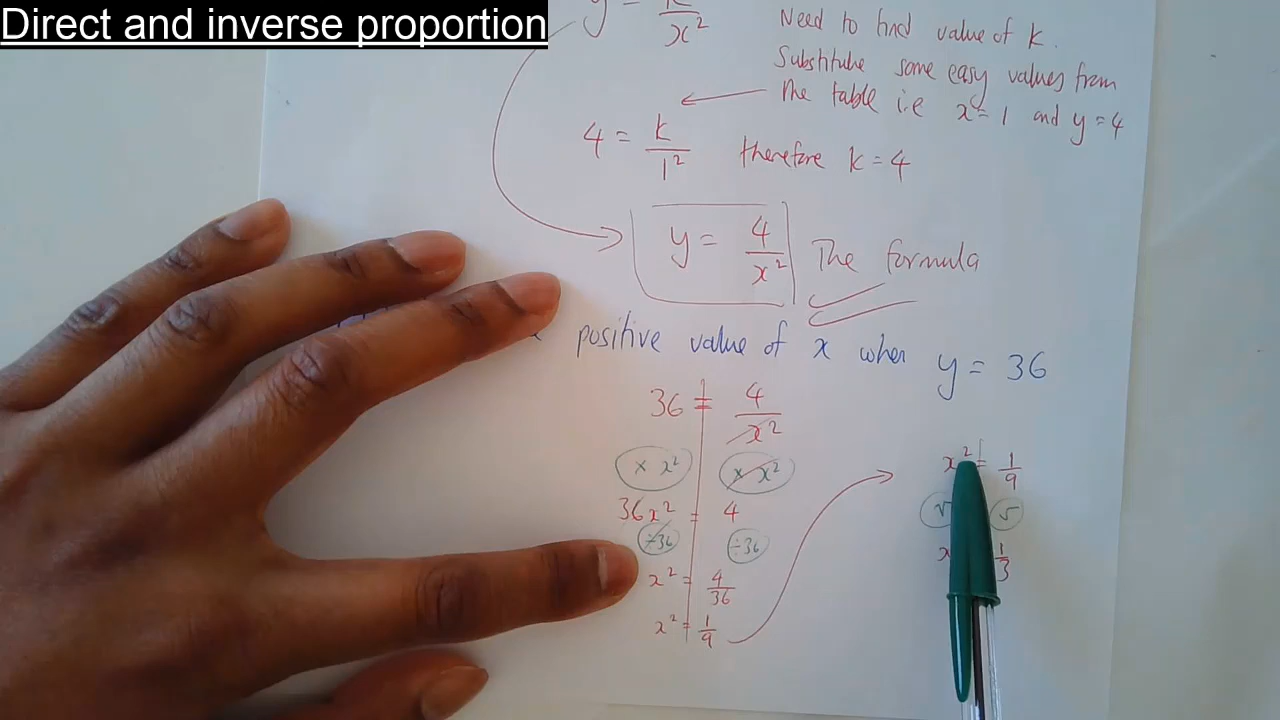 Direct and inverse proportion
y = k/x²
Need to find value of k.
Substitute some easy values from
the table i.e x=1 and y=4
4 = k/1² therefore k=4
y = 4/x² The formula
positive value of x when y = 36
36 = 4/x²
× x² × x²
36x² = 4
÷36 ÷36
x² = 4/36
x² = 1/9
x² = 1/9
√ √
x 1/3